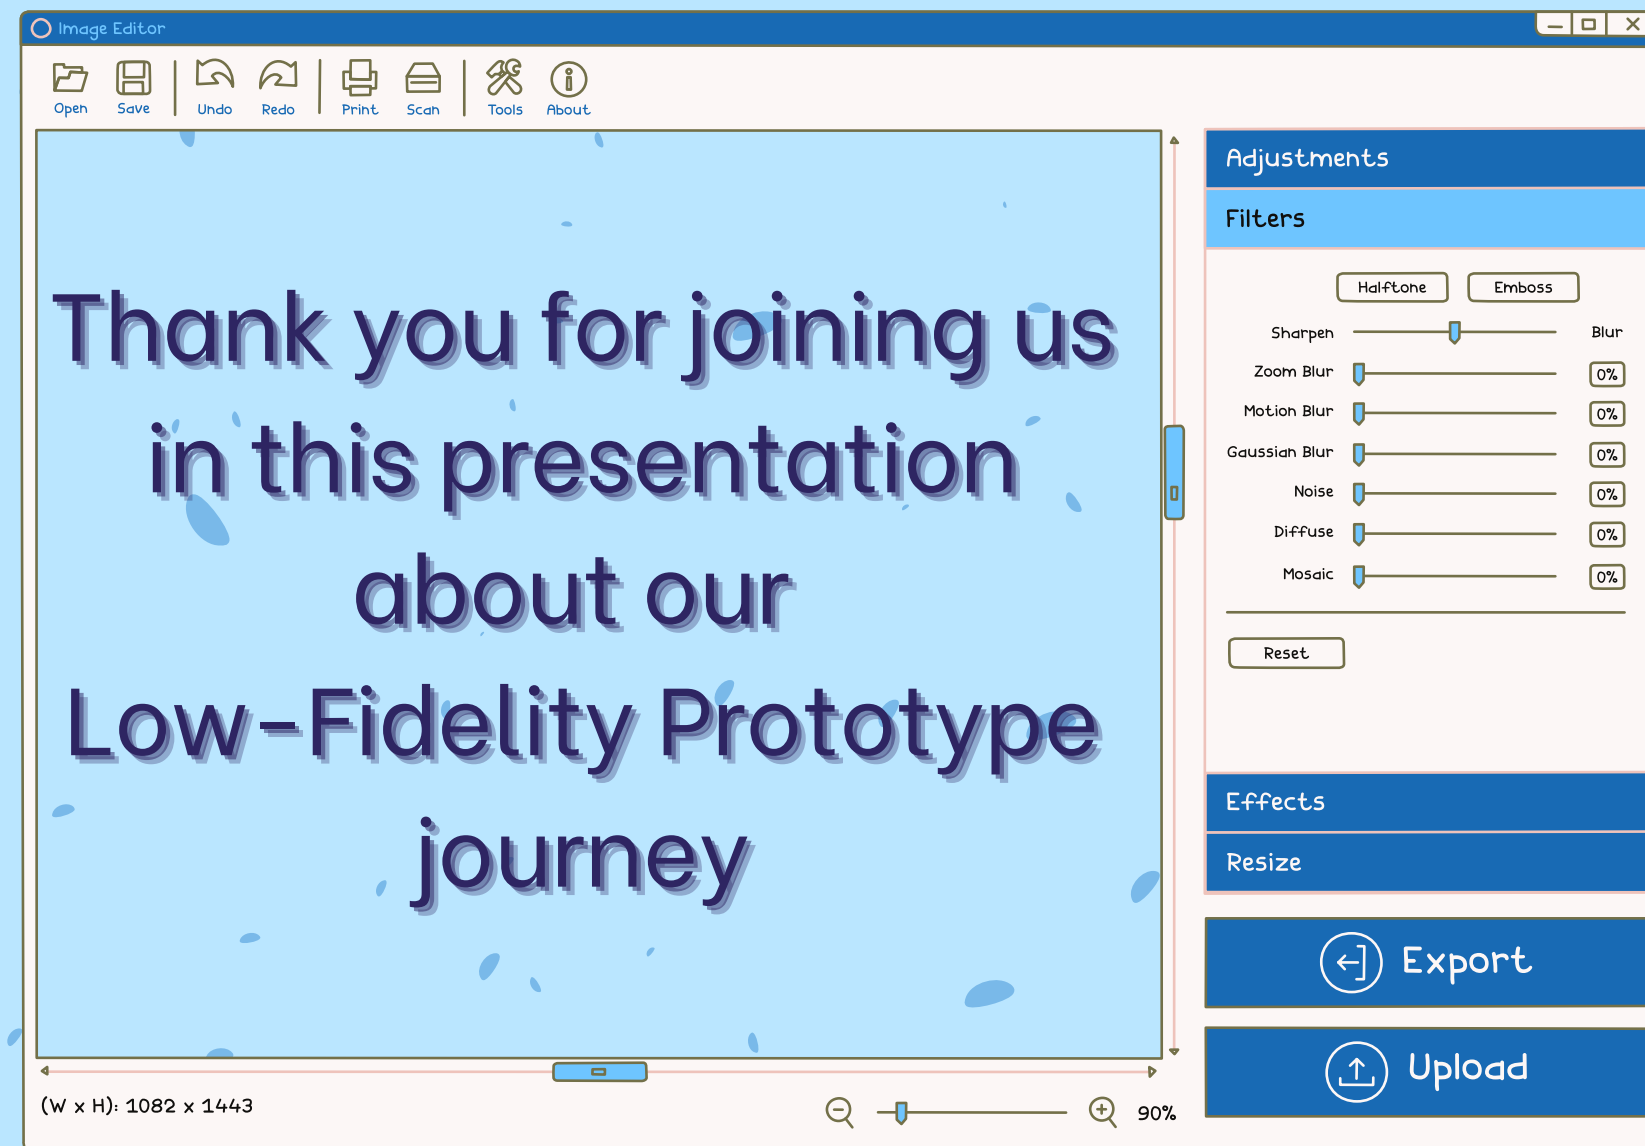 Image Editor
Open Save Undo Redo Print Scan Tools About
Thank you for joining us
in this presentation
about our
Low-Fidelity Prototype
journey
(W x H): 1082 x 1443
90%
Adjustments
Filters
Halftone Emboss
Sharpen Blur
Zoom Blur 0%
Motion Blur 0%
Gaussian Blur 0%
Noise 0%
Diffuse 0%
Mosaic 0%
Reset
Effects
Resize
Export
Upload